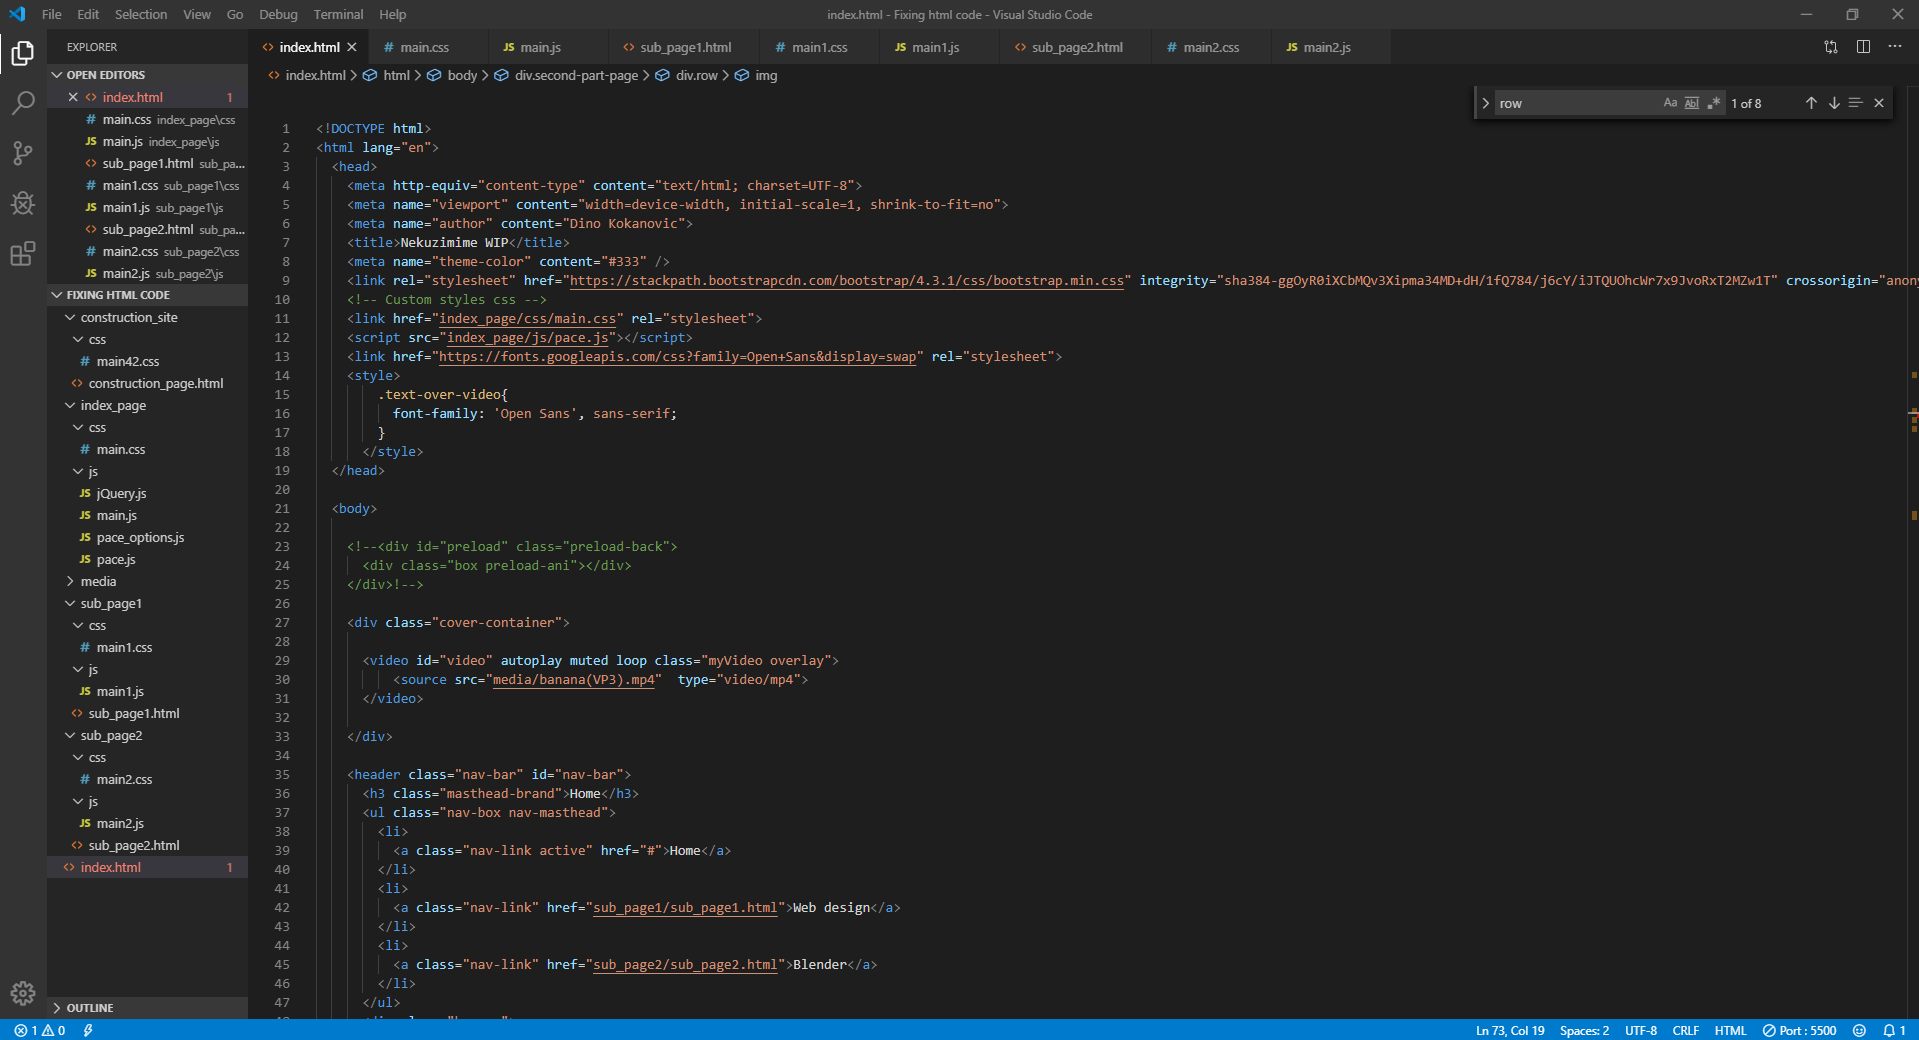 File Edit Selection View Go Debug Terminal Help
index.html - Fixing html code - Visual Studio Code
EXPLORER
OPEN EDITORS
index.html 1
main.css index_page\css
main.js index_page\js
sub_page1.html sub_pa...
main1.css sub_page1\css
main1.js sub_page1\js
sub_page2.html sub_pa...
main2.css sub_page2\css
main2.js sub_page2\js
FIXING HTML CODE
construction_site
css
main42.css
construction_page.html
index_page
css
main.css
js
jQuery.js
main.js
pace_options.js
pace.js
media
sub_page1
css
main1.css
js
main1.js
sub_page1.html
sub_page2
css
main2.css
js
main2.js
sub_page2.html
index.html 1
OUTLINE
index.html main.css main.js sub_page1.html main1.css main1.js sub_page2.html main2.css main2.js
index.html > html > body > div.second-part-page > div.row > img
row Aa Abl .* 1 of 8
1 <!DOCTYPE html>
2 <html lang="en">
3 <head>
4 <meta http-equiv="content-type" content="text/html; charset=UTF-8">
5 <meta name="viewport" content="width=device-width, initial-scale=1, shrink-to-fit=no">
6 <meta name="author" content="Dino Kokanovic">
7 <title>Nekuzimime WIP</title>
8 <meta name="theme-color" content="#333" />
9 <link rel="stylesheet" href="https://stackpath.bootstrapcdn.com/bootstrap/4.3.1/css/bootstrap.min.css" integrity="sha384-ggOyR0iXCbMQv3Xipma34MD+dH/1fQ784/j6cY/iJTQUOhcWr7x9JvoRxT2MZw1T" crossorigin="anony
10 <!-- Custom styles css -->
11 <link href="index_page/css/main.css" rel="stylesheet">
12 <script src="index_page/js/pace.js"></script>
13 <link href="https://fonts.googleapis.com/css?family=Open+Sans&display=swap" rel="stylesheet">
14 <style>
15 .text-over-video{
16 font-family: 'Open Sans', sans-serif;
17 }
18 </style>
19 </head>
20
21 <body>
22
23 <!--<div id="preload" class="preload-back">
24 <div class="box preload-ani"></div>
25 </div>!-->
26
27 <div class="cover-container">
28
29 <video id="video" autoplay muted loop class="myVideo overlay">
30 <source src="media/banana(VP3).mp4"  type="video/mp4">
31 </video>
32
33 </div>
34
35 <header class="nav-bar" id="nav-bar">
36 <h3 class="masthead-brand">Home</h3>
37 <ul class="nav-box nav-masthead">
38 <li>
39 <a class="nav-link active" href="#">Home</a>
40 </li>
41 <li>
42 <a class="nav-link" href="sub_page1/sub_page1.html">Web design</a>
43 </li>
44 <li>
45 <a class="nav-link" href="sub_page2/sub_page2.html">Blender</a>
46 </li>
47 </ul>
1 0
Ln 73, Col 19 Spaces: 2 UTF-8 CRLF HTML Port : 5500 1